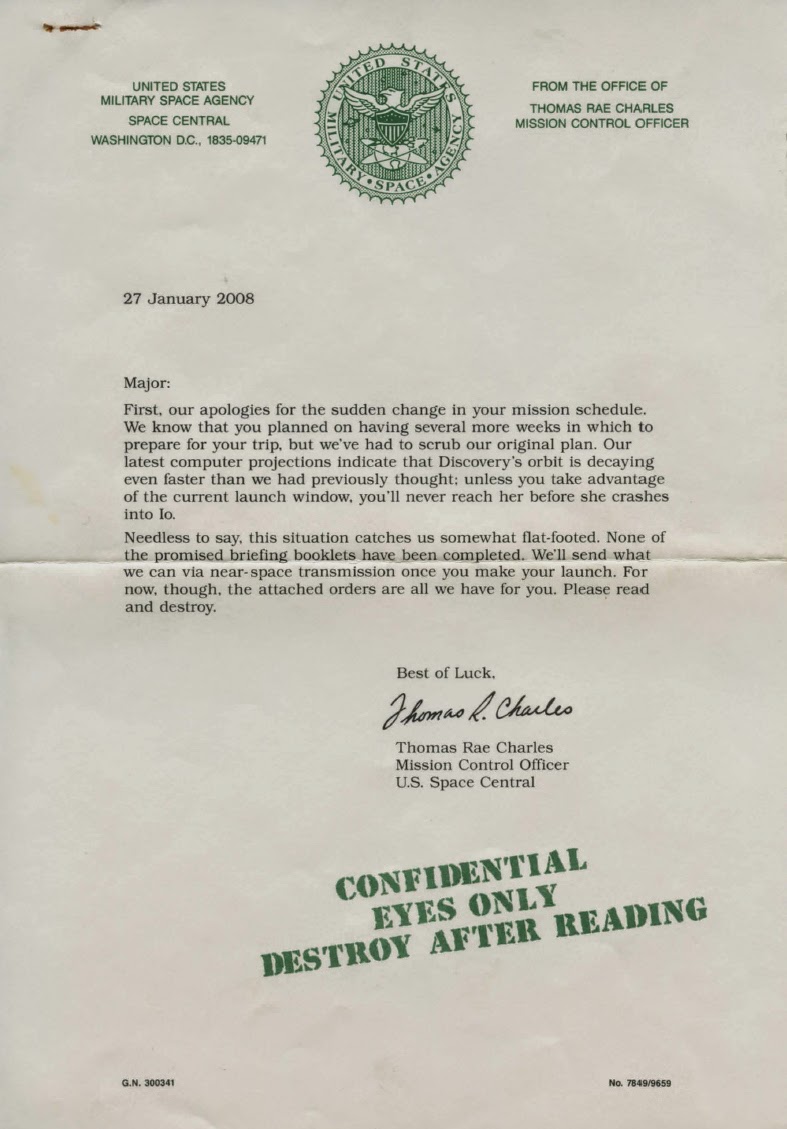 UNITED STATES
MILITARY SPACE AGENCY
SPACE CENTRAL
WASHINGTON D.C., 1835-09471
UNITED STATES
MILITARY • SPACE • AGENCY
FROM THE OFFICE OF
THOMAS RAE CHARLES
MISSION CONTROL OFFICER
27 January 2008
Major:
First, our apologies for the sudden change in your mission schedule.
We know that you planned on having several more weeks in which to
prepare for your trip, but we've had to scrub our original plan. Our
latest computer projections indicate that Discovery's orbit is decaying
even faster than we had previously thought; unless you take advantage
of the current launch window, you'll never reach her before she crashes
into Io.
Needless to say, this situation catches us somewhat flat-footed. None of
the promised briefing booklets have been completed. We'll send what
we can via near-space transmission once you make your launch. For
now, though, the attached orders are all we have for you. Please read
and destroy.
Best of Luck,
Thomas R. Charles
Thomas Rae Charles
Mission Control Officer
U.S. Space Central
CONFIDENTIAL
EYES ONLY
DESTROY AFTER READING
G.N. 300341
No. 7849/9659